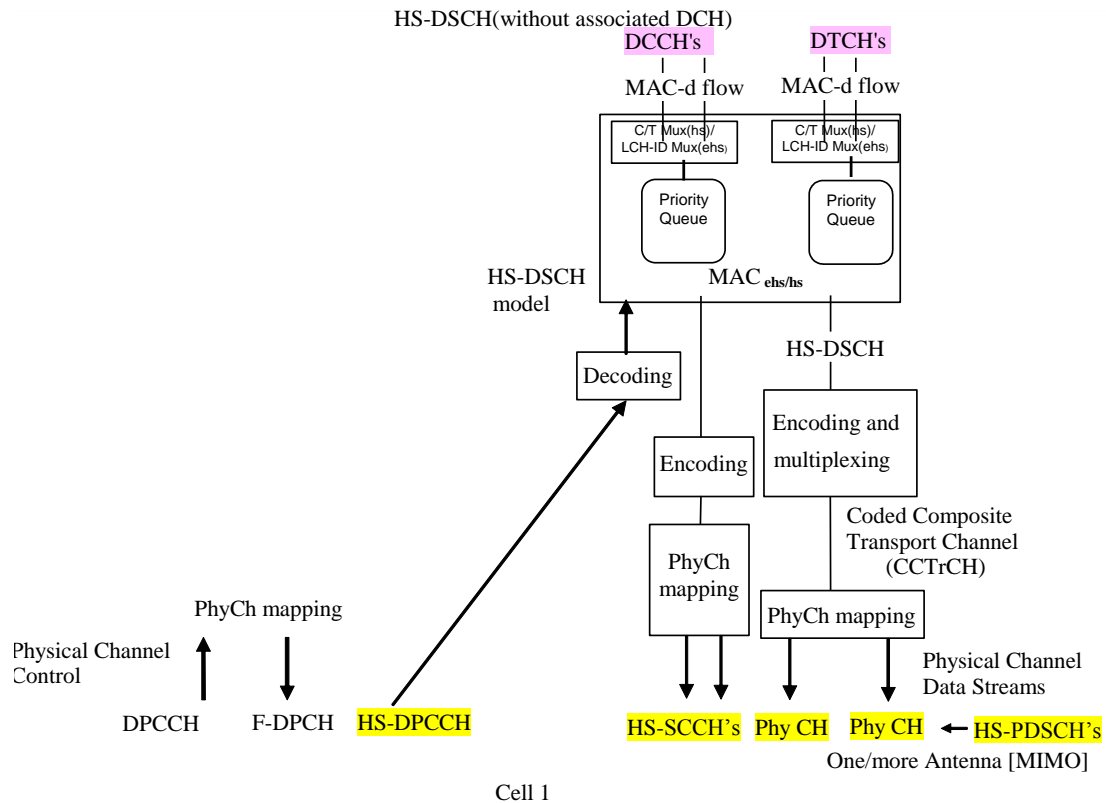 HS-DSCH(without associated DCH)
DCCH's
DTCH's
MAC-d flow
MAC-d flow
C/T Mux(hs)/
LCH-ID Mux(ehs)
C/T Mux(hs)/
LCH-ID Mux(ehs)
Priority
Queue
Priority
Queue
HS-DSCH
model
MAC ehs/hs
HS-DSCH
Decoding
Encoding and
multiplexing
Encoding
Coded Composite
Transport Channel
(CCTrCH)
PhyCh
mapping
PhyCh mapping
PhyCh mapping
Physical Channel
Control
Physical Channel
Data Streams
DPCCH
F-DPCH
HS-DPCCH
HS-SCCH’s
Phy CH
Phy CH
HS-PDSCH’s
One/more Antenna [MIMO]
Cell 1